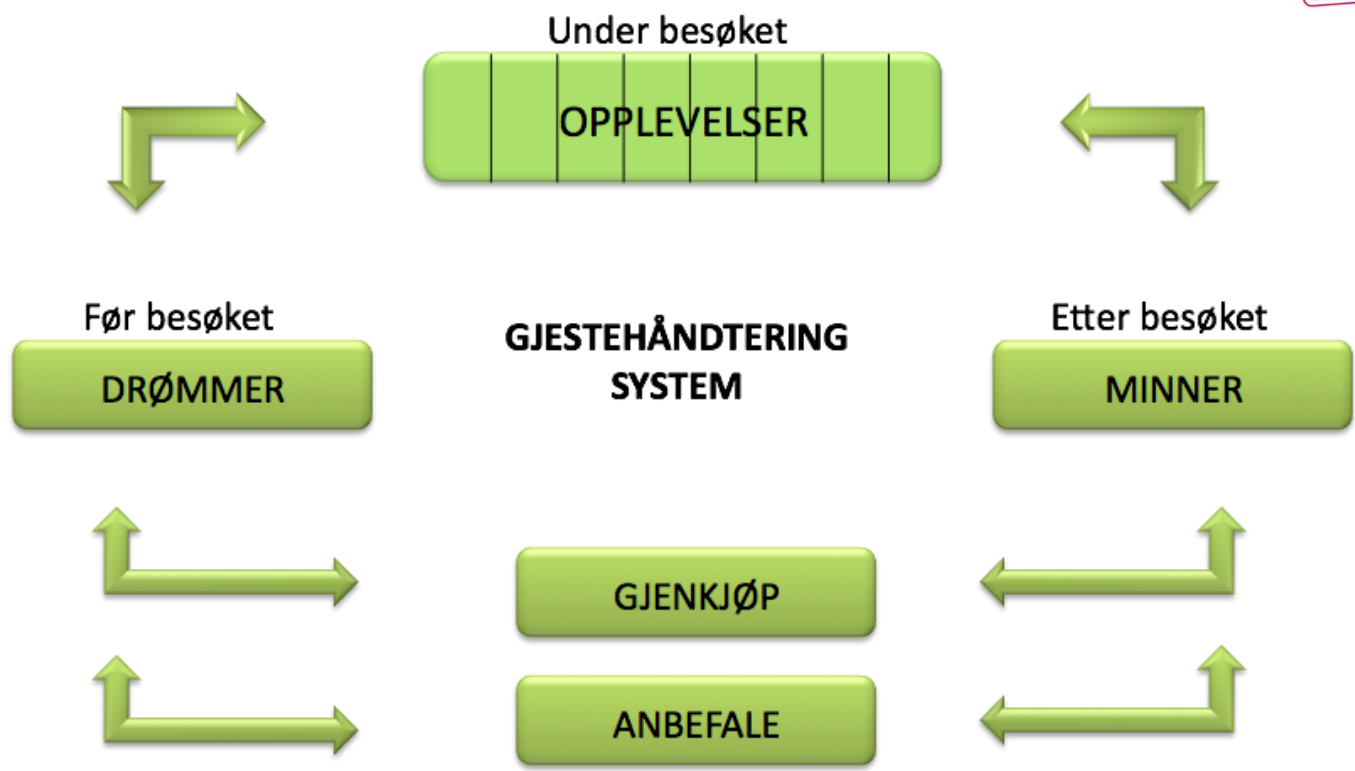 Under besøket
OPPLEVELSER
Før besøket
DRØMMER
GJESTEHÅNDTERING
SYSTEM
Etter besøket
MINNER
GJENKJØP
ANBEFALE